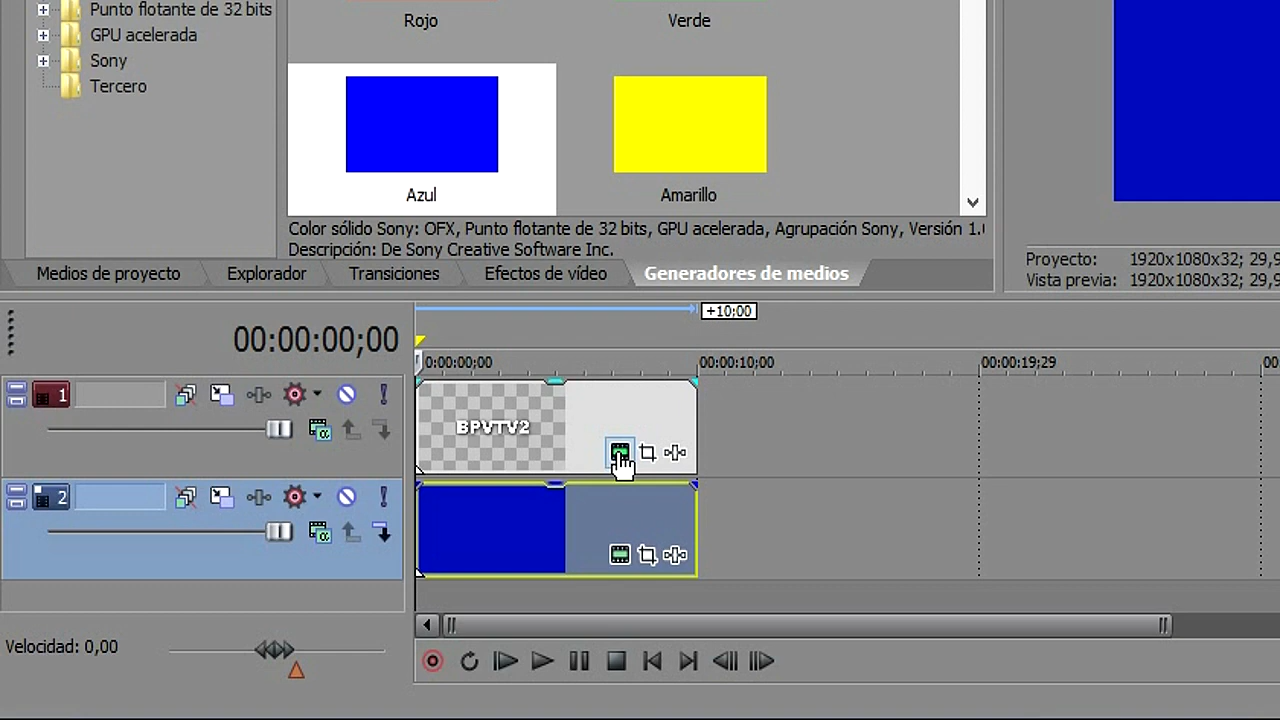 Punto flotante de 32 bits
GPU acelerada
Sony
Tercero
Rojo
Verde
Azul
Amarillo
Color sólido Sony: OFX, Punto flotante de 32 bits, GPU acelerada, Agrupación Sony, Versión 1.
Descripción: De Sony Creative Software Inc.
Medios de proyecto
Explorador
Transiciones
Efectos de vídeo
Generadores de medios
Proyecto: 1920x1080x32; 29,9
Vista previa: 1920x1080x32; 29,9
00:00:00;00
+10;00
0:00:00;00
00:00:10;00
00:00:19;29
00
1
BPVTV2
2
Velocidad: 0,00